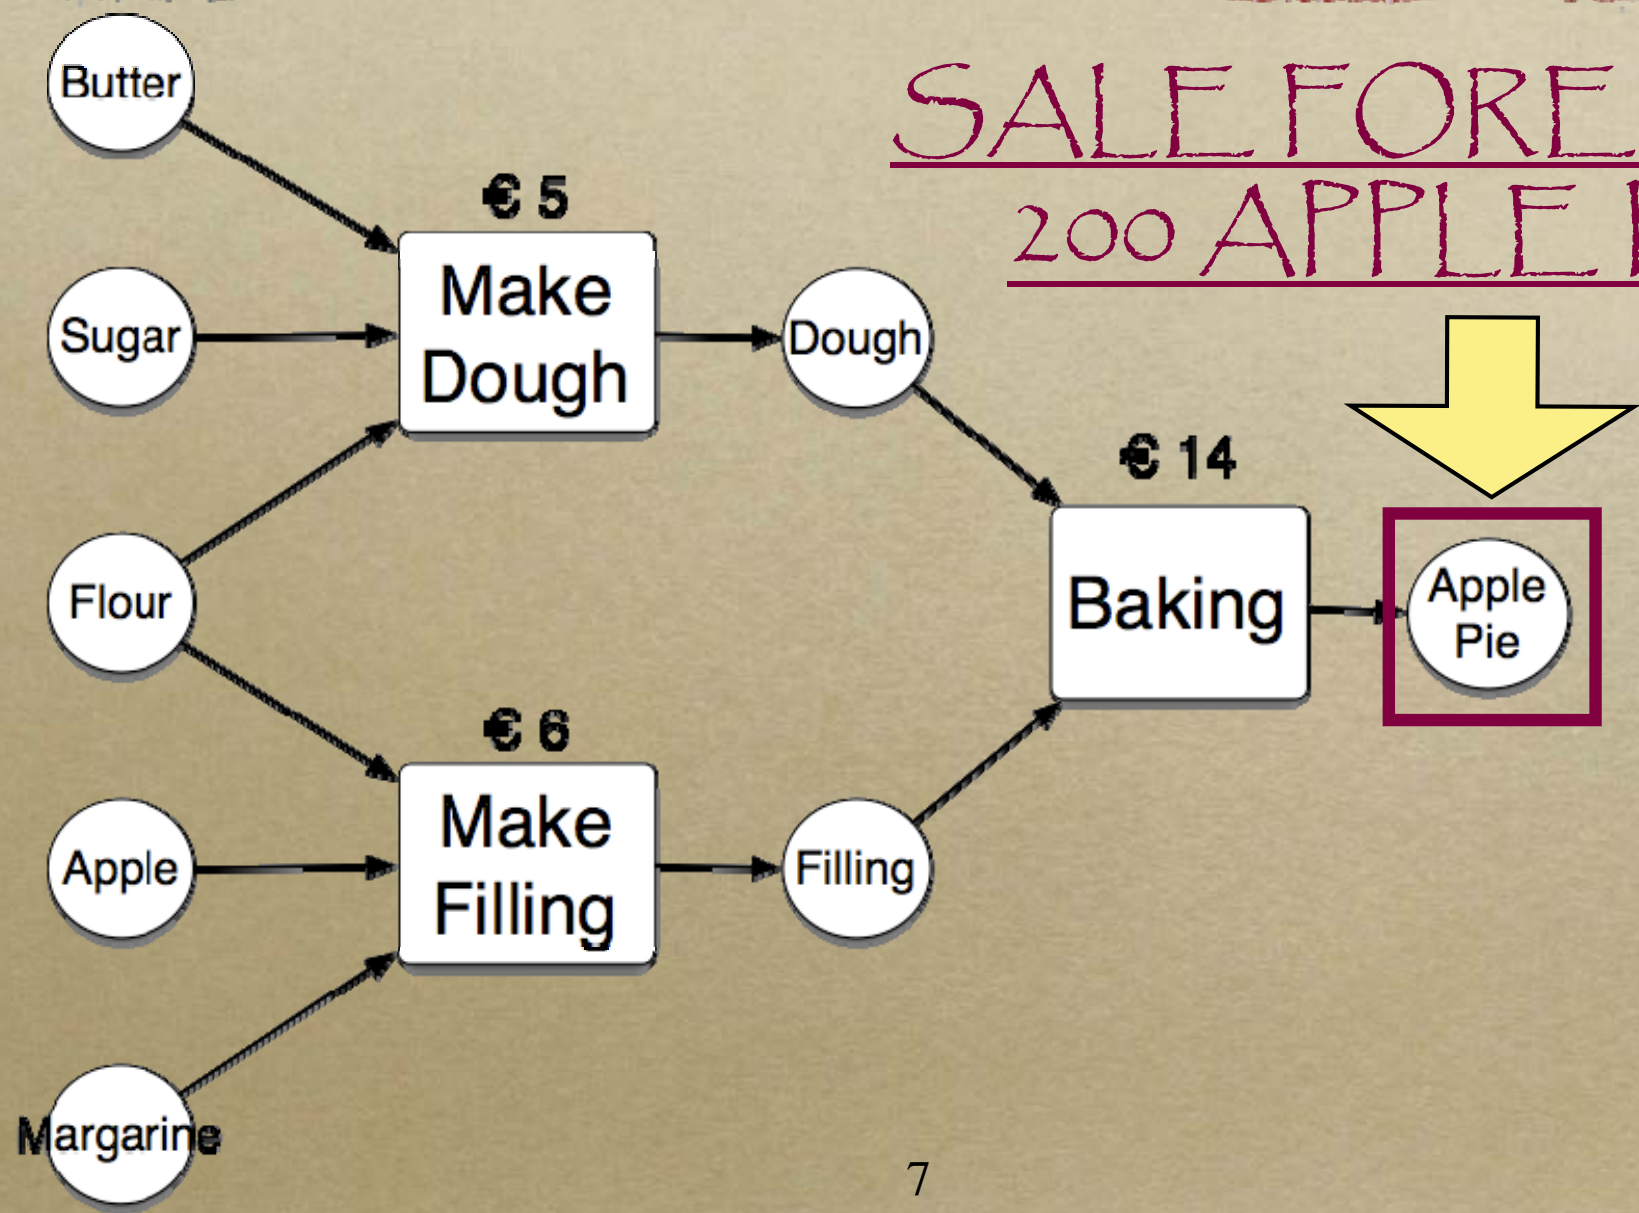 SALE FORE
200 APPLE
Butter
€ 5
Make
Dough
Sugar
Dough
€ 14
Flour
Baking
Apple
Pie
€ 6
Make
Filling
Apple
Filling
Margarine
7